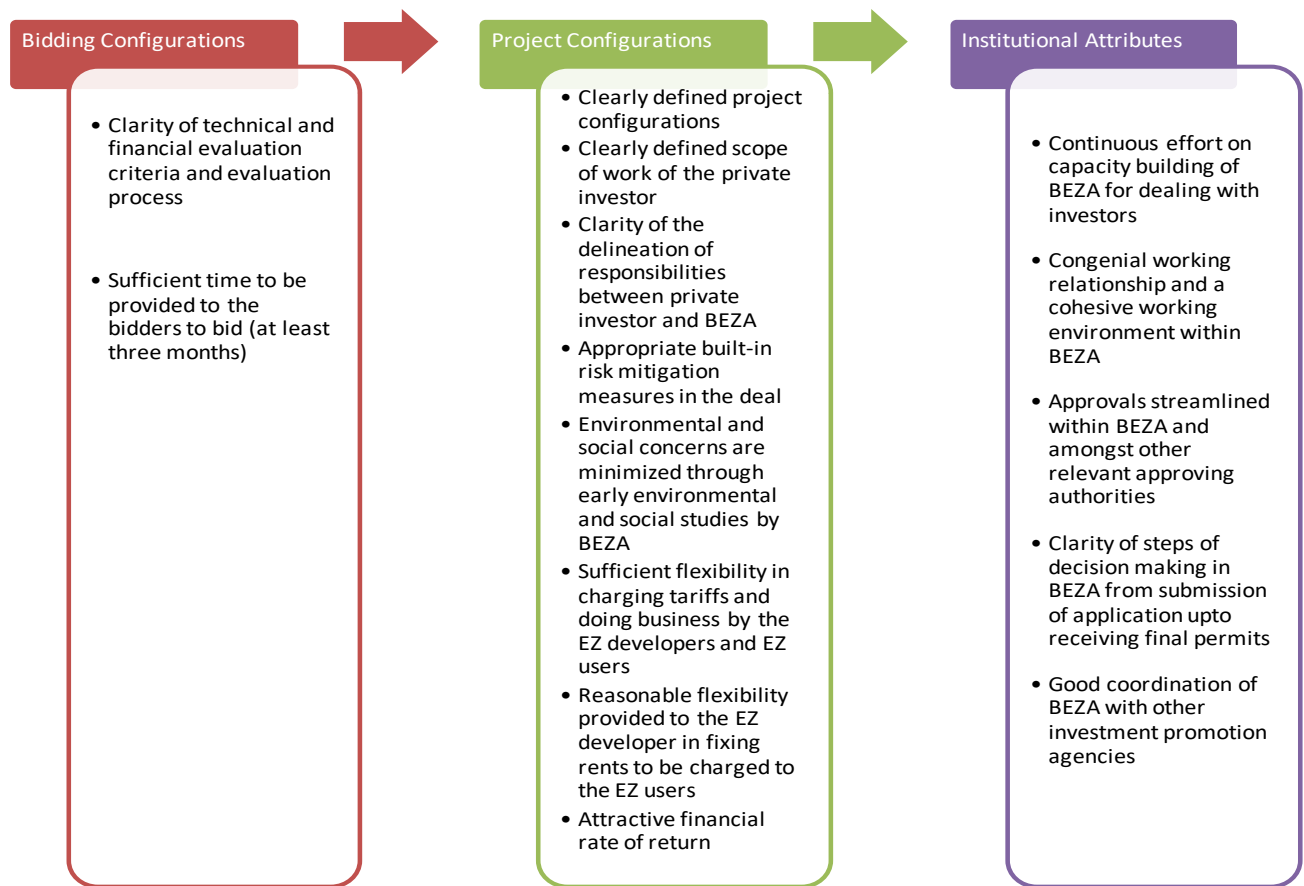 Bidding Configurations
• Clarity of technical and
financial evaluation
criteria and evaluation
process
• Sufficient time to be
provided to the
bidders to bid (at least
three months)
Project Configurations
• Clearly defined project
configurations
• Clearly defined scope
of work of the private
investor
• Clarity of the
delineation of
responsibilities
between private
investor and BEZA
• Appropriate built-in
risk mitigation
measures in the deal
• Environmental and
social concerns are
minimized through
early environmental
and social studies by
BEZA
• Sufficient flexibility in
charging tariffs and
doing business by the
EZ developers and EZ
users
• Reasonable flexibility
provided to the EZ
developer in fixing
rents to be charged to
the EZ users
• Attractive financial
rate of return
Institutional Attributes
• Continuous effort on
capacity building of
BEZA for dealing with
investors
• Congenial working
relationship and a
cohesive working
environment within
BEZA
• Approvals streamlined
within BEZA and
amongst other
relevant approving
authorities
• Clarity of steps of
decision making in
BEZA from submission
of application upto
receiving final permits
• Good coordination of
BEZA with other
investment promotion
agencies